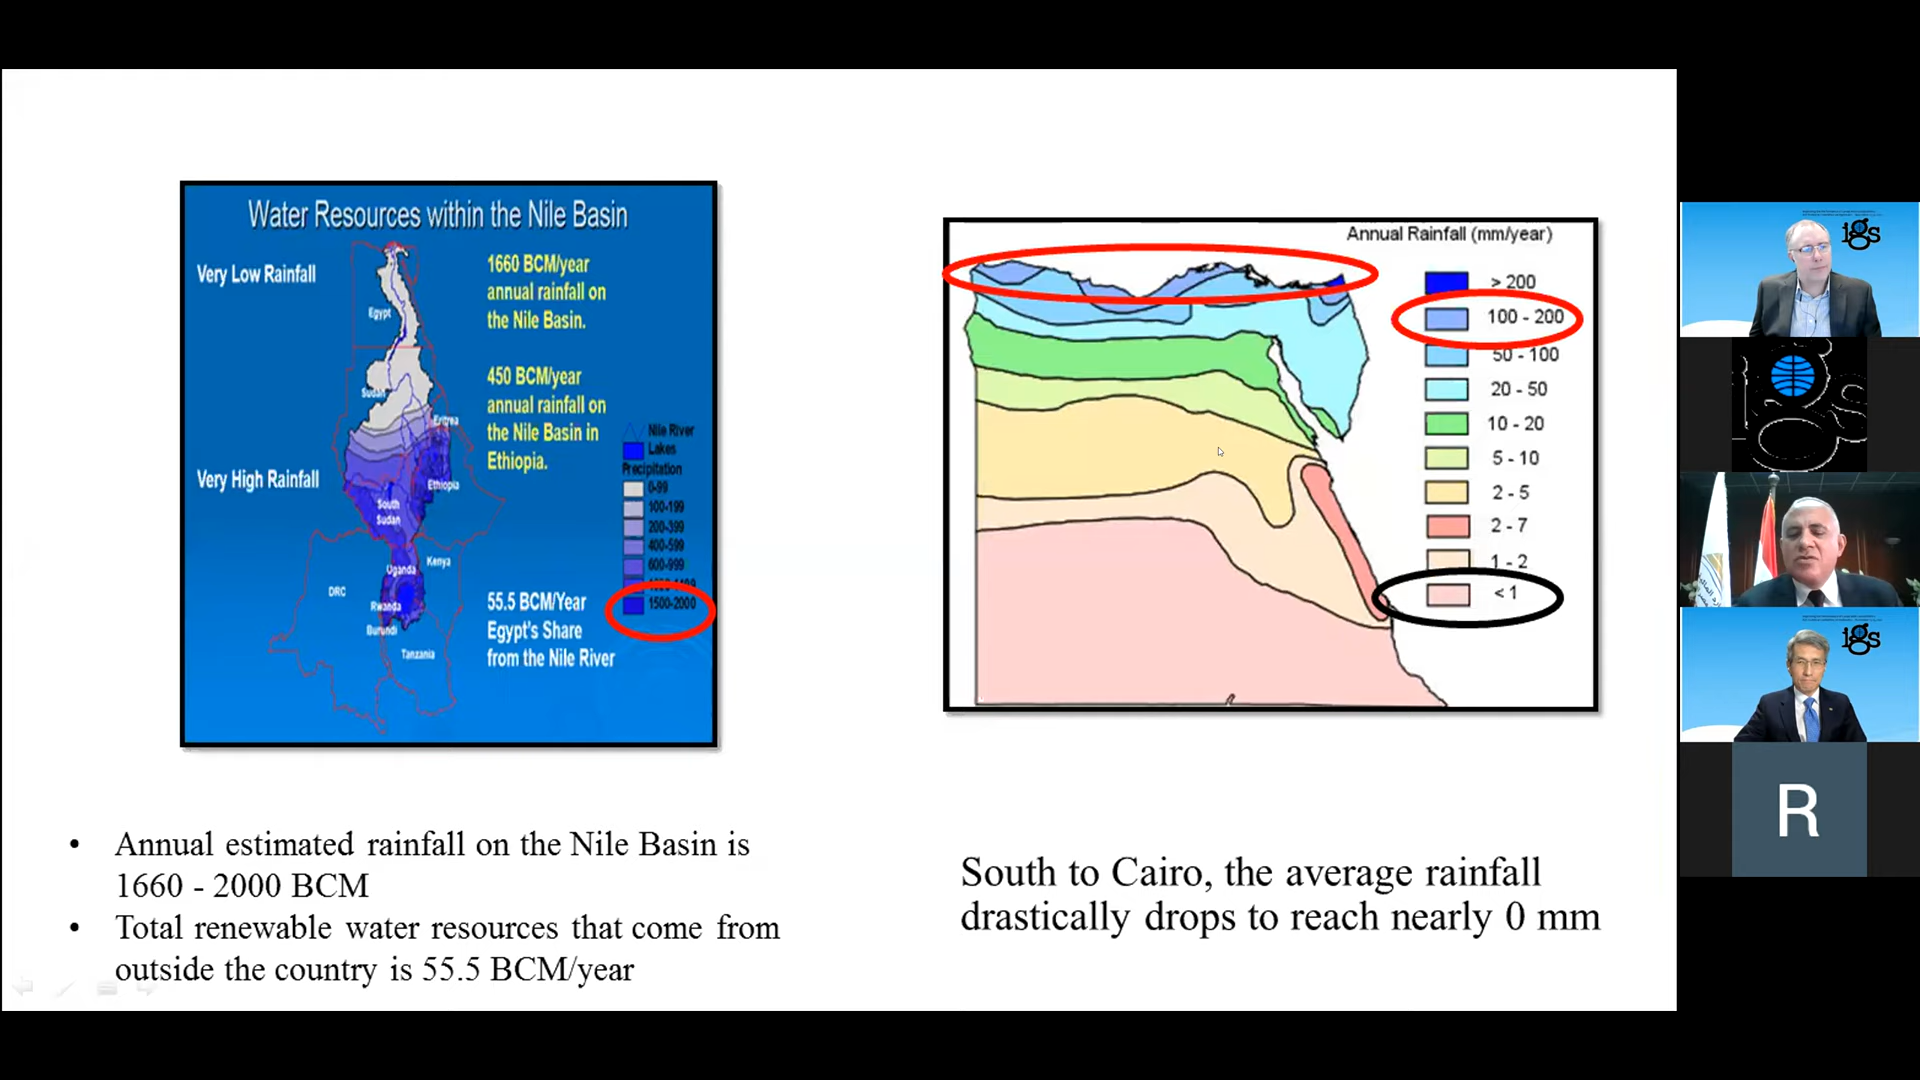 Water Resources within the Nile Basin
Very Low Rainfall
1660 BCM/year
annual rainfall on
the Nile Basin.
Egypt
450 BCM/year
annual rainfall on
the Nile Basin in
Ethiopia.
Sudan
Eritrea
Very High Rainfall
Ethiopia
South
Sudan
Kenya
Uganda
DRC
Rwanda
Burundi
Tanzania
55.5 BCM/Year
Egypt's Share
from the Nile River
Nile River
Lakes
Precipitation
0-99
100-199
200-399
400-599
600-999
1500-2000
Annual Rainfall (mm/year)
> 200
100 - 200
50 - 100
20 - 50
10 - 20
5 - 10
2 - 5
2 - 7
1 - 2
< 1
• Annual estimated rainfall on the Nile Basin is
1660 - 2000 BCM
• Total renewable water resources that come from
outside the country is 55.5 BCM/year
South to Cairo, the average rainfall
drastically drops to reach nearly 0 mm
igs
igs
igs
R